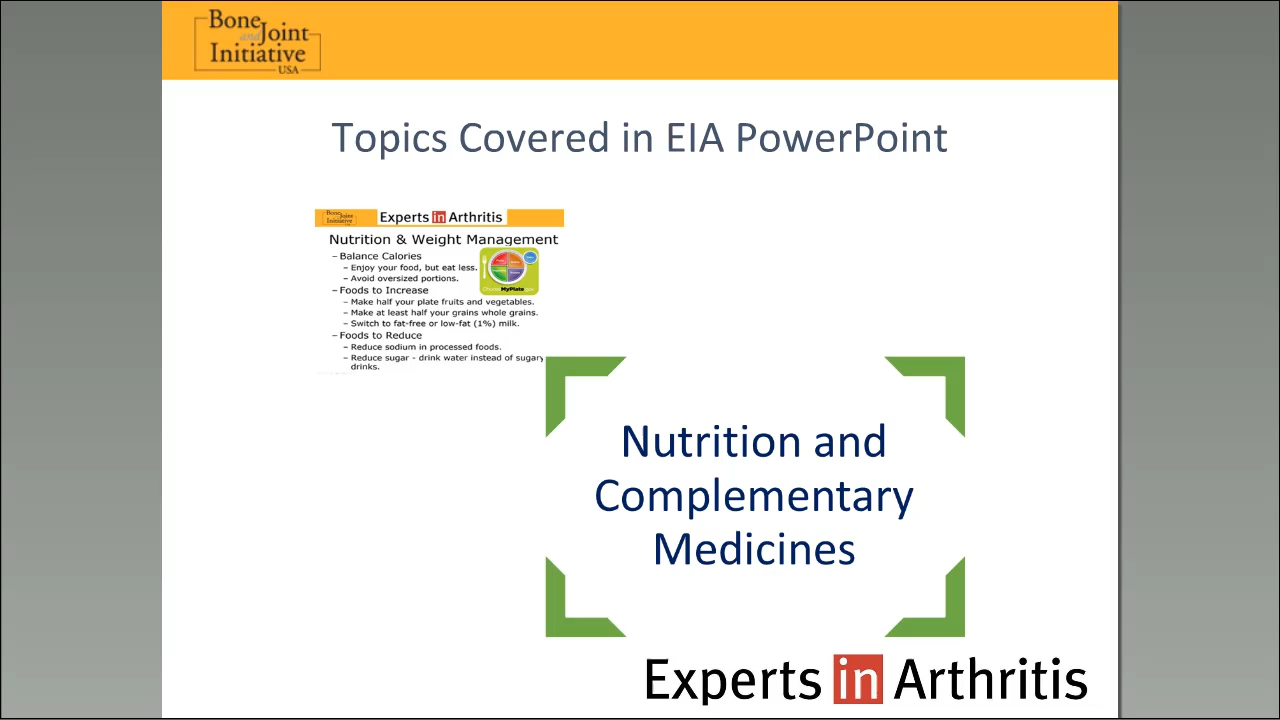 Bone
and Joint
Initiative
USA
Topics Covered in EIA PowerPoint
Bone
and Joint
Initiative
Experts in Arthritis
Nutrition & Weight Management
– Balance Calories
– Enjoy your food, but eat less.
– Avoid oversized portions.
– Foods to Increase
– Make half your plate fruits and vegetables.
– Make at least half your grains whole grains.
– Switch to fat-free or low-fat (1%) milk.
– Foods to Reduce
– Reduce sodium in processed foods.
– Reduce sugar - drink water instead of sugary
drinks.
ChooseMyPlate.gov
Nutrition and
Complementary
Medicines
Experts in Arthritis